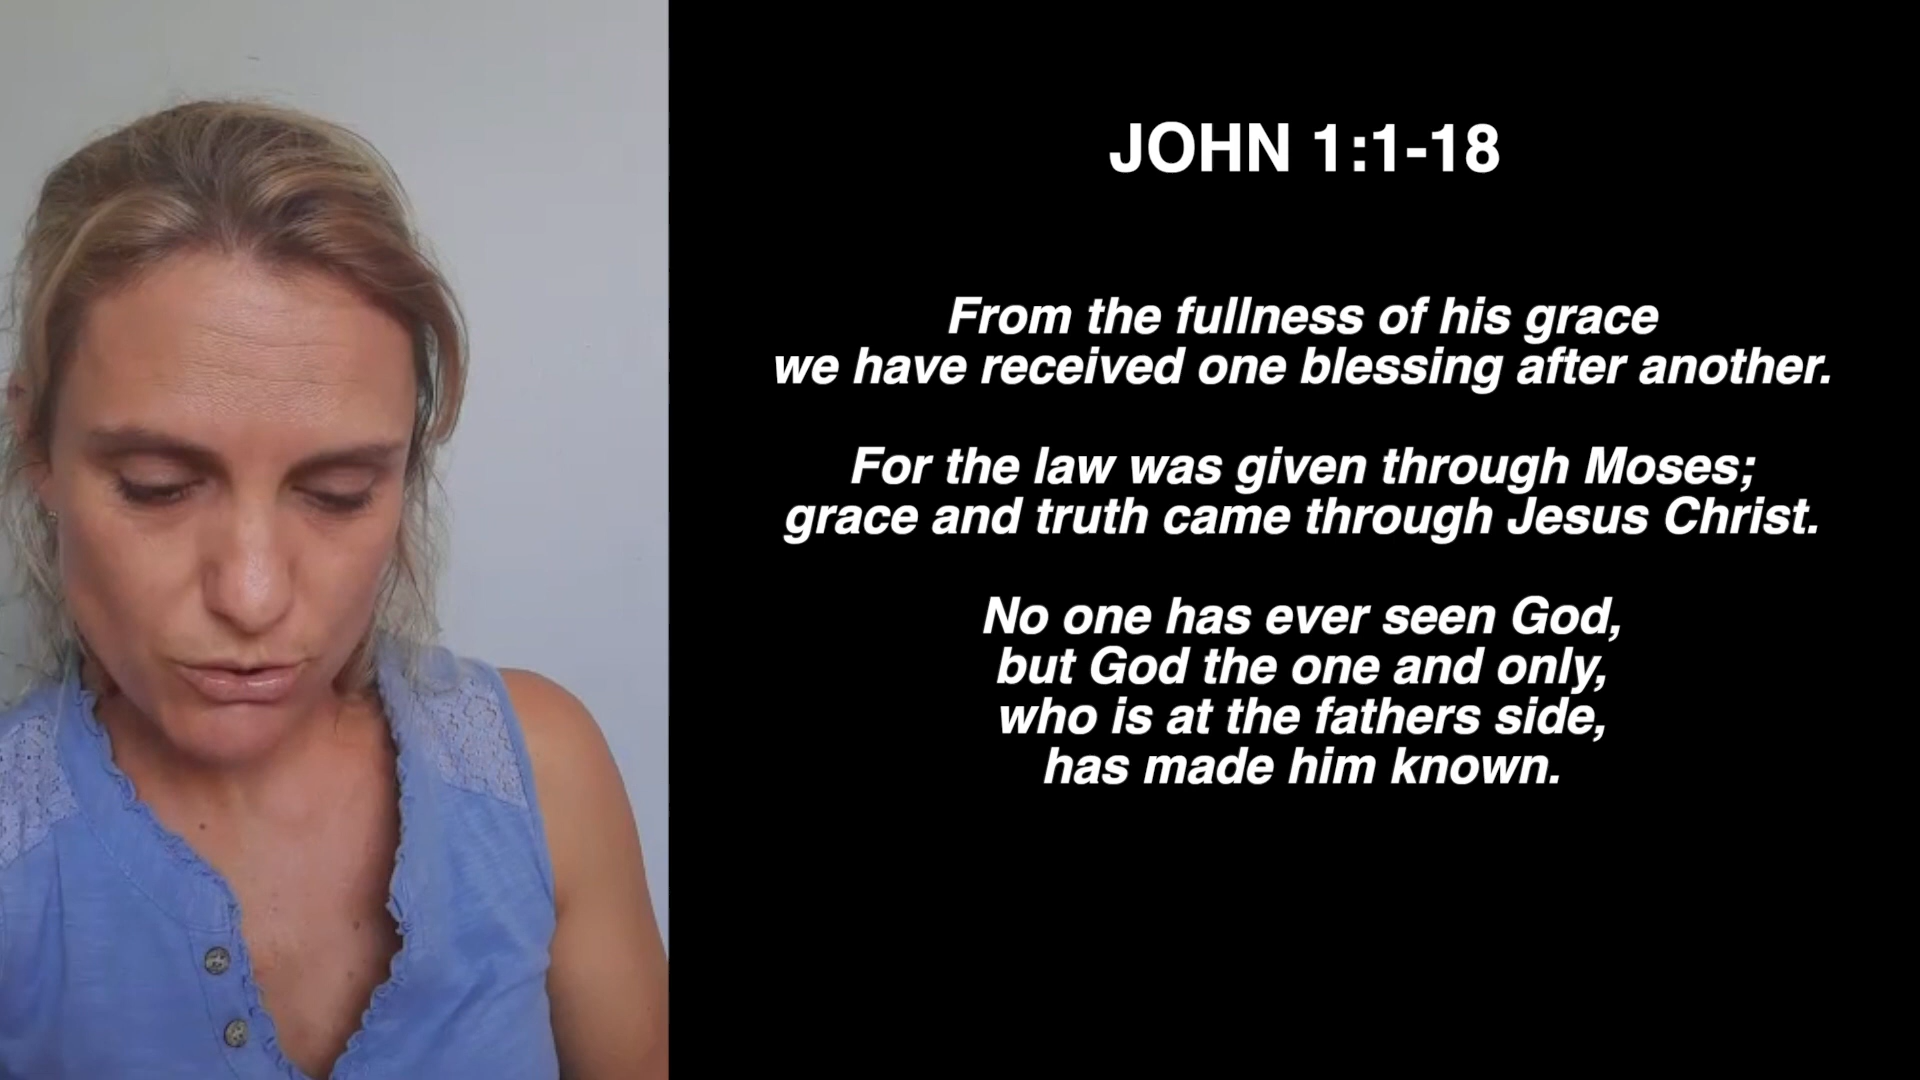 JOHN 1:1-18
From the fullness of his grace
we have received one blessing after another.
For the law was given through Moses;
grace and truth came through Jesus Christ.
No one has ever seen God,
but God the one and only,
who is at the fathers side,
has made him known.